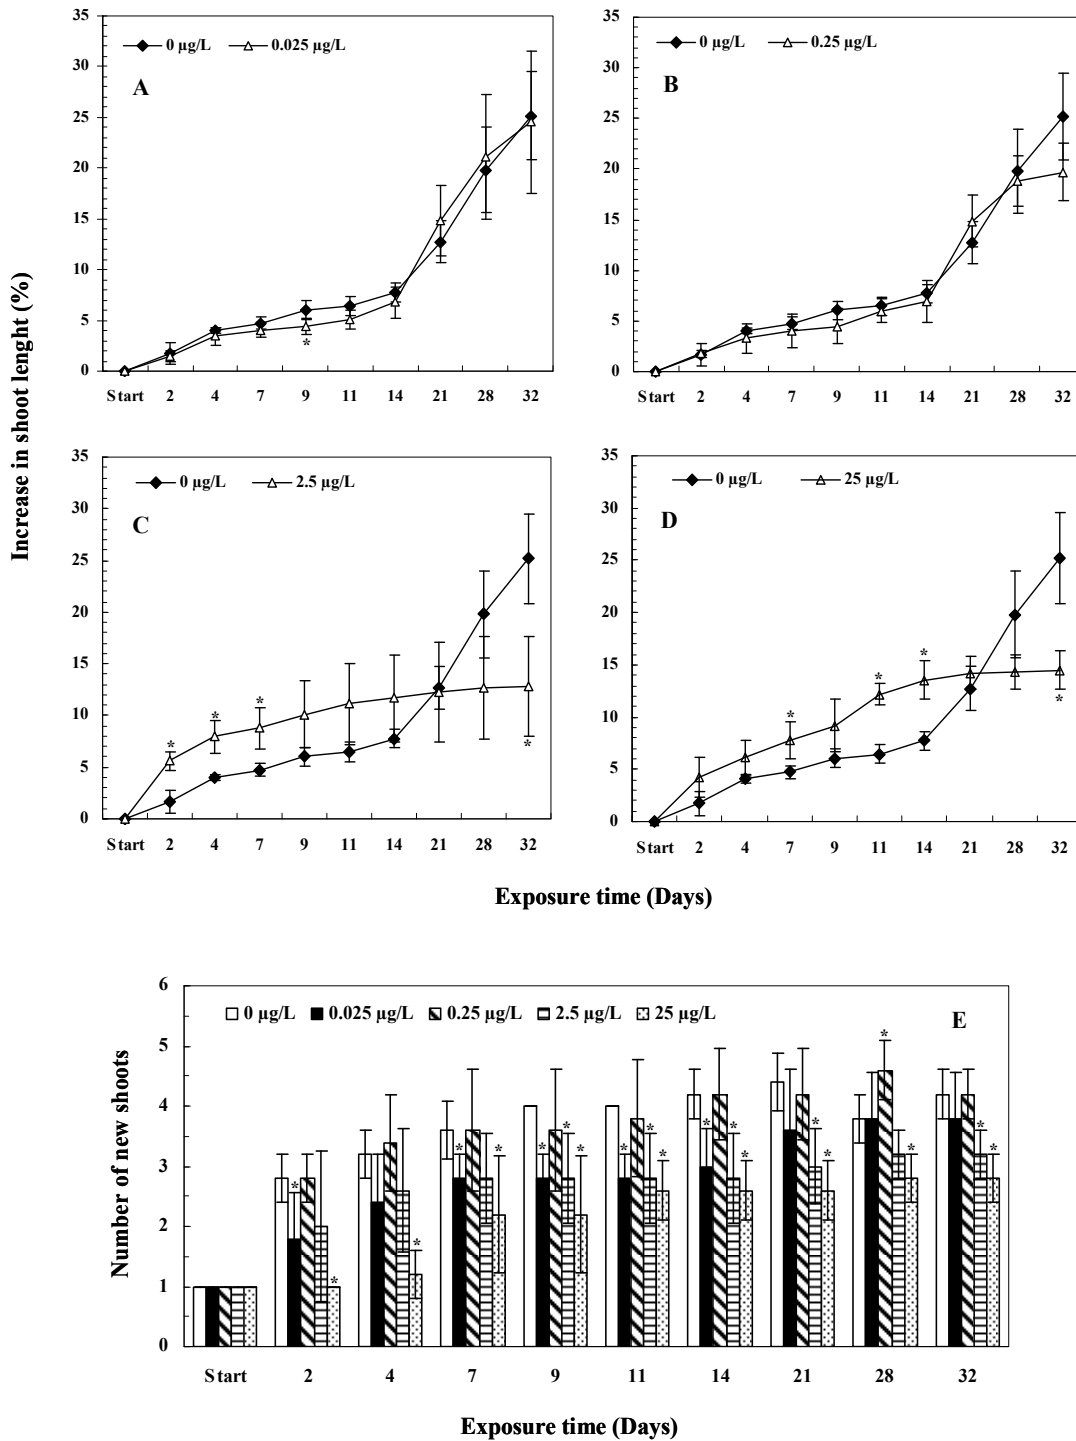 35
30
25
20
15
10
5
0
0 µg/L
0.025 µg/L
A
*
Start 2 4 7 9 11 14 21 28 32
35
30
25
20
15
10
5
0
0 µg/L
0.25 µg/L
B
Start 2 4 7 9 11 14 21 28 32
Increase in shoot lenght (%)
35
30
25
20
15
10
5
0
0 µg/L
2.5 µg/L
C
* * * *
Start 2 4 7 9 11 14 21 28 32
35
30
25
20
15
10
5
0
0 µg/L
25 µg/L
D
* * * *
Start 2 4 7 9 11 14 21 28 32
Exposure time (Days)
Number of new shoots
6
5
4
3
2
1
0
0 µg/L 0.025 µg/L 0.25 µg/L 2.5 µg/L 25 µg/L
E
* * * * * * * * * * * * * * * * * * * * *
Start 2 4 7 9 11 14 21 28 32
Exposure time (Days)